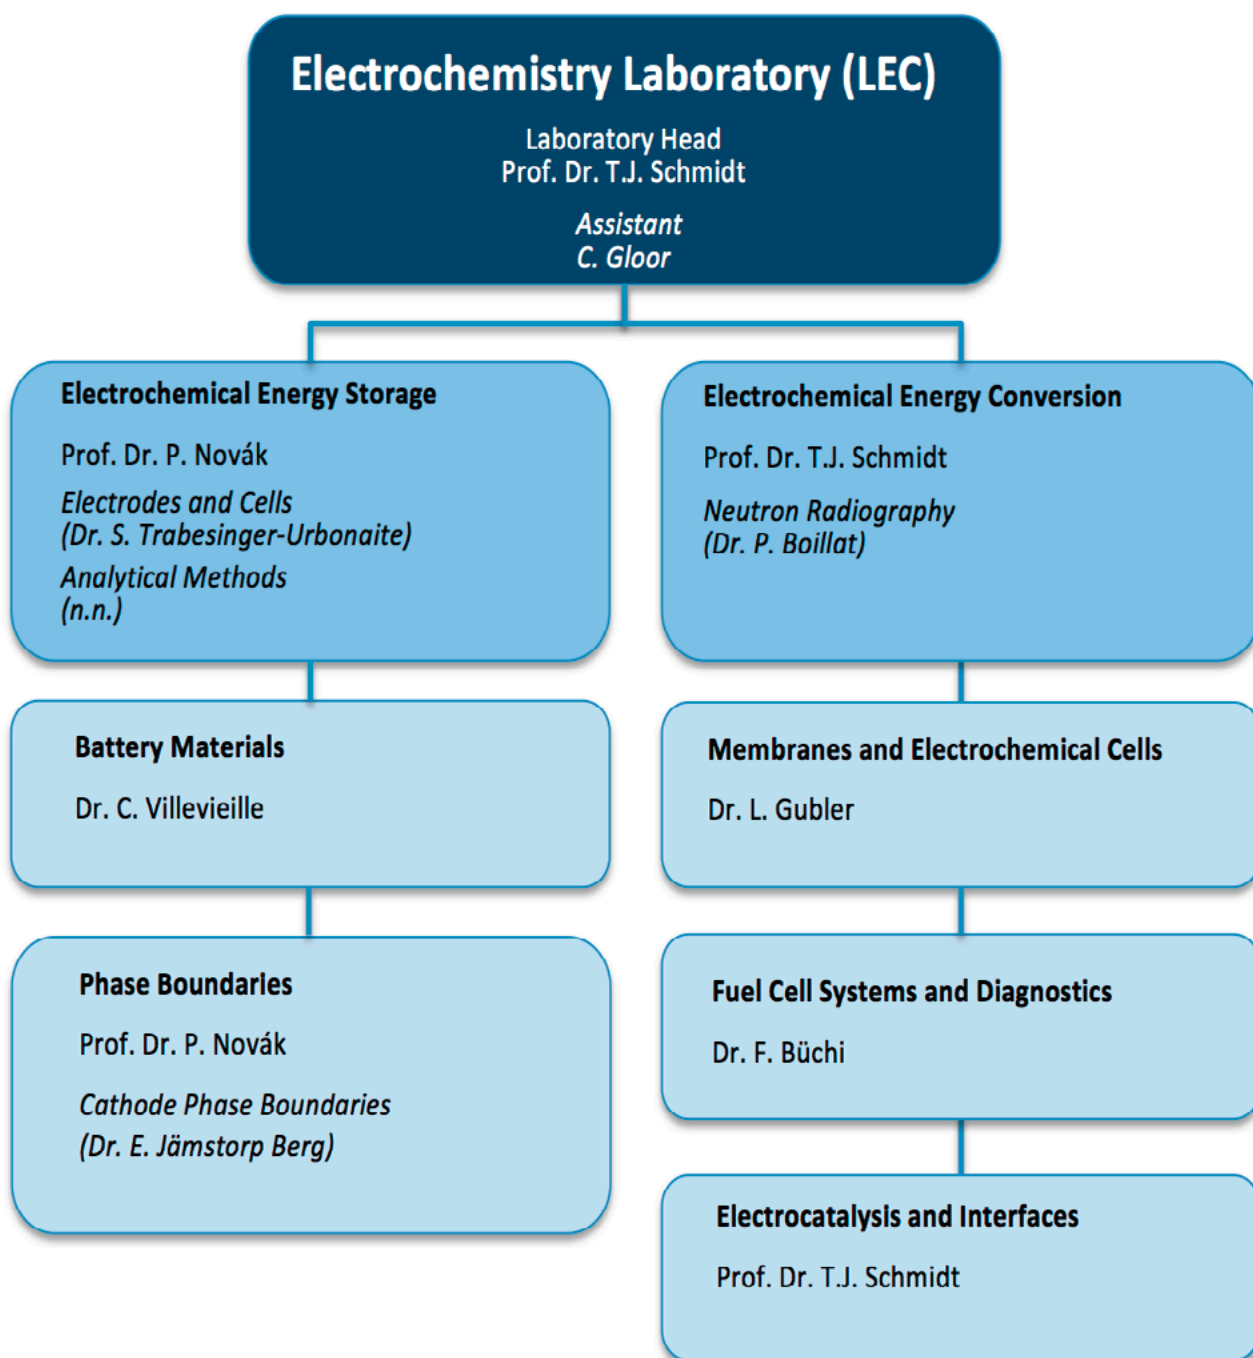 Electrochemistry Laboratory (LEC)
Laboratory Head
Prof. Dr. T.J. Schmidt
Assistant
C. Gloor
Electrochemical Energy Storage
Prof. Dr. P. Novák
Electrodes and Cells
(Dr. S. Trabesinger-Urbonaite)
Analytical Methods
(n.n.)
Electrochemical Energy Conversion
Prof. Dr. T.J. Schmidt
Neutron Radiography
(Dr. P. Boillat)
Battery Materials
Dr. C. Villevieille
Membranes and Electrochemical Cells
Dr. L. Gubler
Phase Boundaries
Prof. Dr. P. Novák
Cathode Phase Boundaries
(Dr. E. Jämstorp Berg)
Fuel Cell Systems and Diagnostics
Dr. F. Büchi
Electrocatalysis and Interfaces
Prof. Dr. T.J. Schmidt